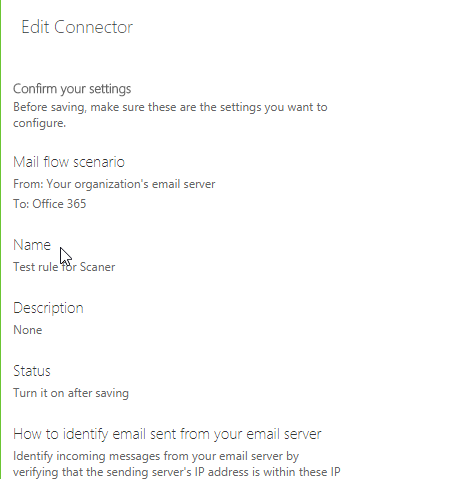 Edit Connector
Confirm your settings
Before saving, make sure these are the settings you want to
configure.
Mail flow scenario
From: Your organization's email server
To: Office 365
Name
Test rule for Scaner
Description
None
Status
Turn it on after saving
How to identify email sent from your email server
Identify incoming messages from your email server by
verifying that the sending server's IP address is within these IP